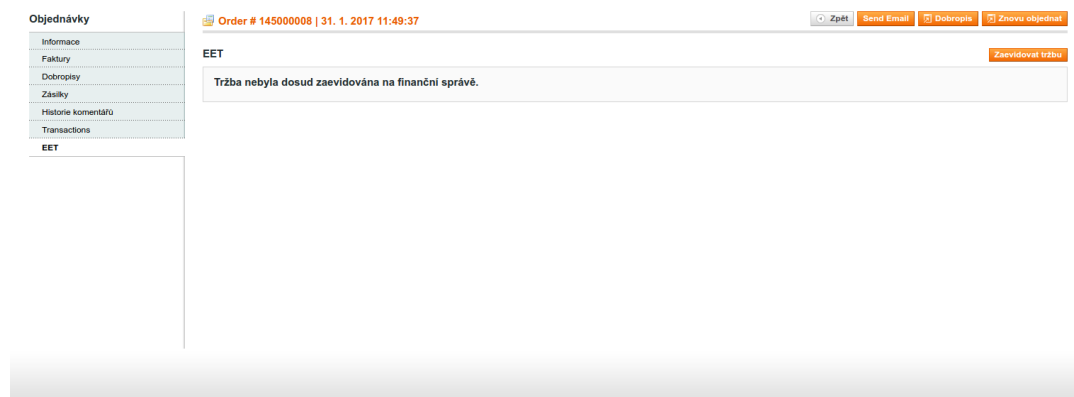 Objednávky
Informace
Faktury
Dobropisy
Zásilky
Historie komentářů
Transactions
EET
Order # 145000008 | 31. 1. 2017 11:49:37
Zpět
Send Email
Dobropis
Znovu objednat
EET
Zaevidovat tržbu
Tržba nebyla dosud zaevidována na finanční správě.